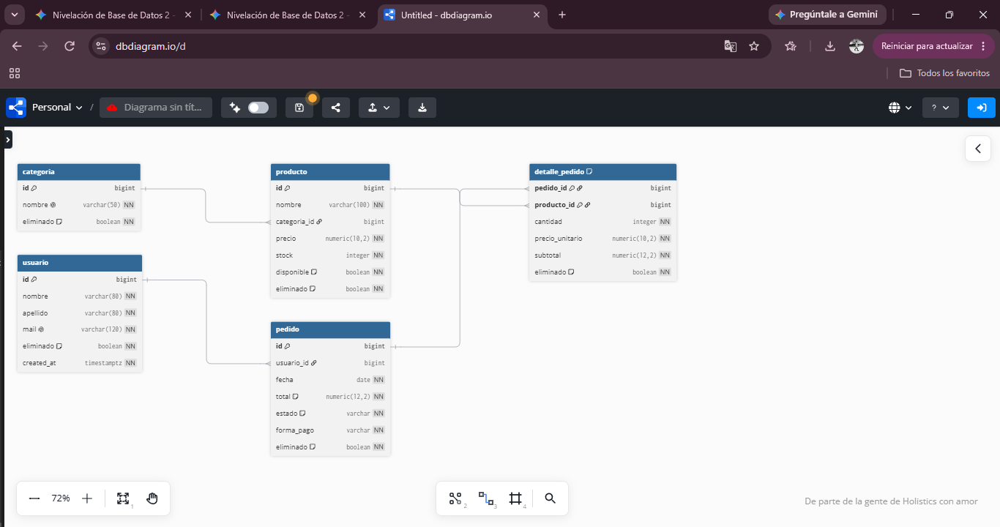 Nivelación de Base de Datos 2 -
Nivelación de Base de Datos 2 -
Untitled - dbdiagram.io
Pregúntale a Gemini
dbdiagram.io/d
Reiniciar para actualizar
Todos los favoritos
Personal
/
Diagrama sin tít...
?
categoria
id bigint
nombre varchar(50) NN
eliminado boolean NN
usuario
id bigint
nombre varchar(80) NN
apellido varchar(80) NN
mail varchar(120) NN
eliminado boolean NN
created_at timestamptz NN
producto
id bigint
nombre varchar(100) NN
categoria_id bigint
precio numeric(10,2) NN
stock integer NN
disponible boolean NN
eliminado boolean NN
pedido
id bigint
usuario_id bigint
fecha date NN
total numeric(12,2) NN
estado varchar NN
forma_pago varchar NN
eliminado boolean NN
detalle_pedido
pedido_id bigint
producto_id bigint
cantidad integer NN
precio_unitario numeric(10,2) NN
subtotal numeric(12,2) NN
eliminado boolean NN
72%
1
2
3
4
De parte de la gente de Holistics con amor